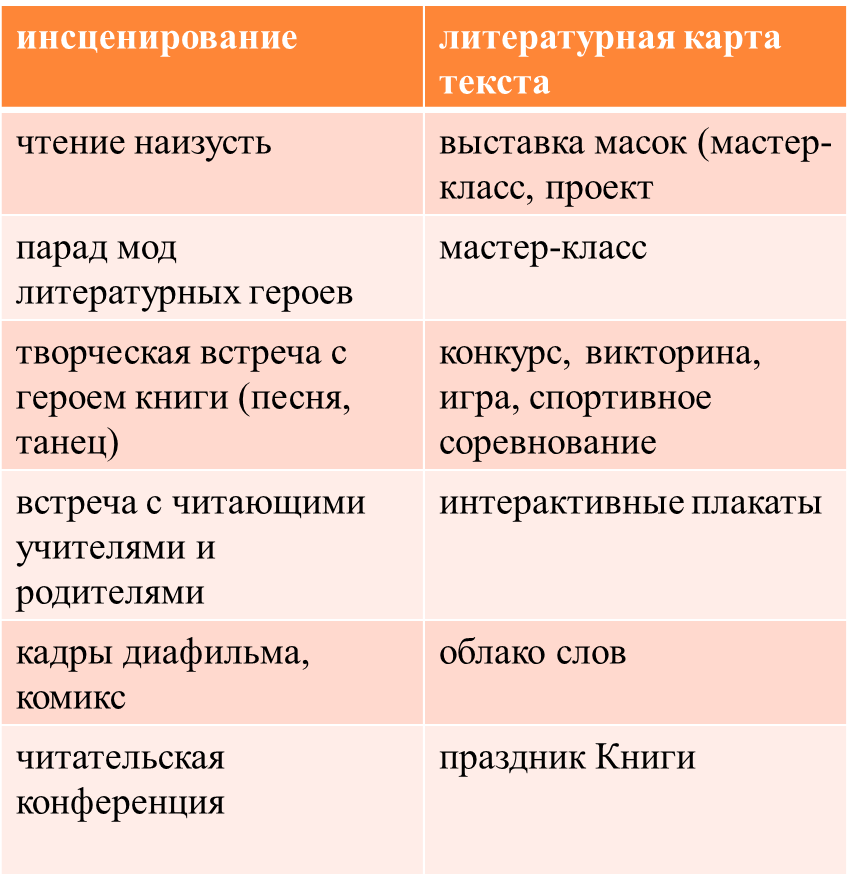 инсценирование
литературная карта
текста
чтение наизусть
выставка масок (мастер-
класс, проект
парад мод
литературных героев
мастер-класс
творческая встреча с
героем книги (песня,
танец)
конкурс, викторина,
игра, спортивное
соревнование
встреча с читающими
учителями и
родителями
интерактивные плакаты
кадры диафильма,
комикс
облако слов
читательская
конференция
праздник Книги